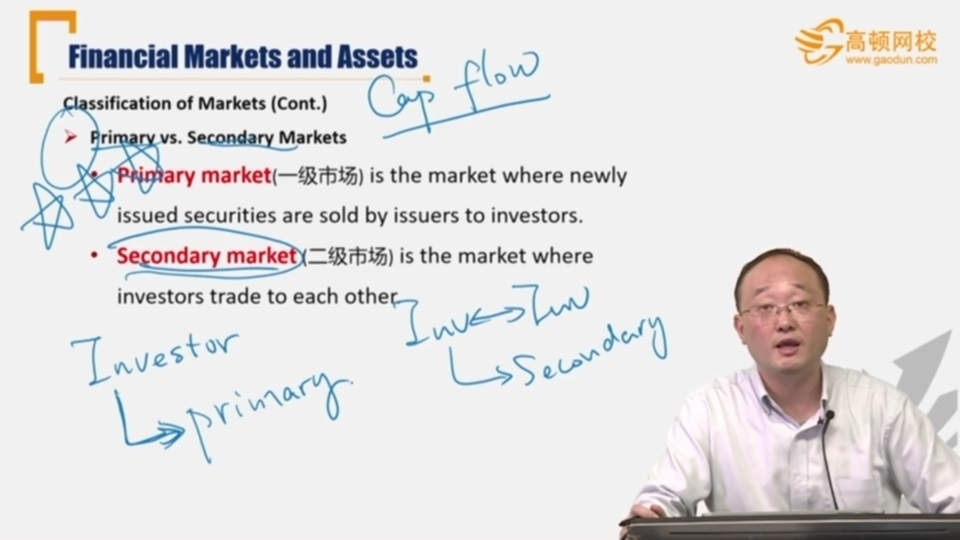 Financial Markets and Assets
高顿网校
www.gaodun.com
Classification of Markets (Cont.)
Cap flow
Primary vs. Secondary Markets
Primary market(一级市场) is the market where newly
issued securities are sold by issuers to investors.
Secondary market(二级市场) is the market where
investors trade to each other
Inv ↔ Inv
Investor
Secondary
primary